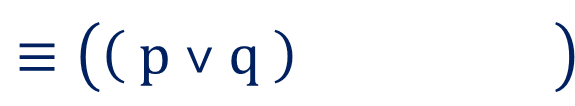 ≡ (( p ∨ q ) )